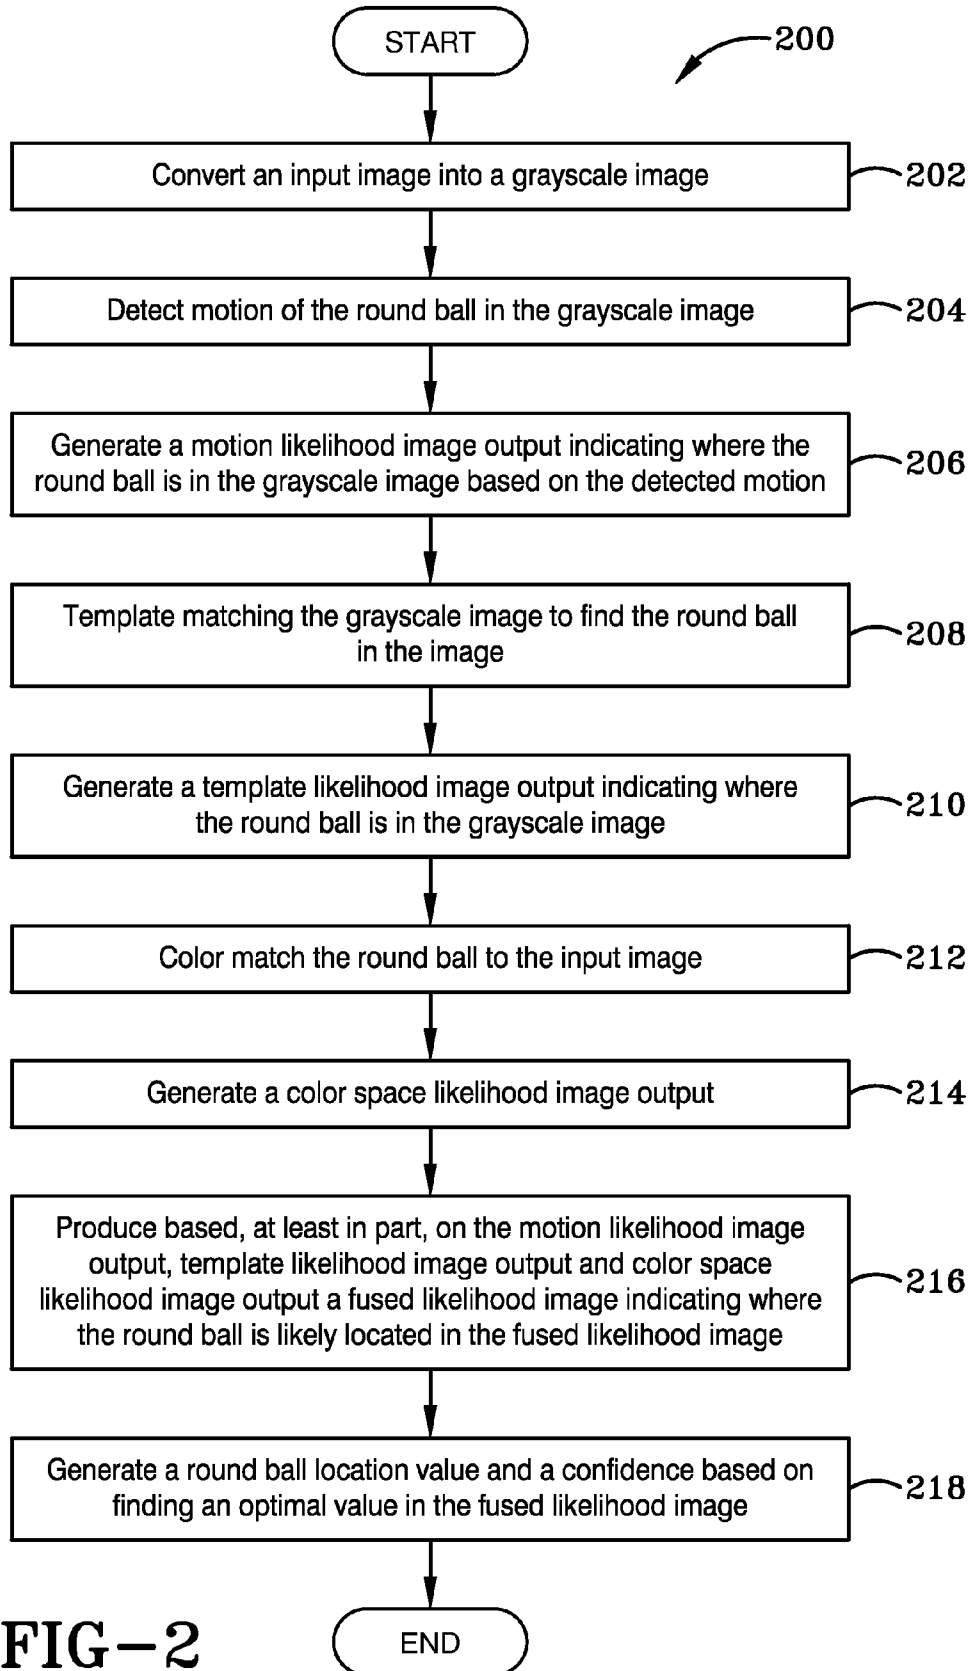 START
200
Convert an input image into a grayscale image
202
Detect motion of the round ball in the grayscale image
204
Generate a motion likelihood image output indicating where the
round ball is in the grayscale image based on the detected motion
206
Template matching the grayscale image to find the round ball
in the image
208
Generate a template likelihood image output indicating where
the round ball is in the grayscale image
210
Color match the round ball to the input image
212
Generate a color space likelihood image output
214
Produce based, at least in part, on the motion likelihood image
output, template likelihood image output and color space
likelihood image output a fused likelihood image indicating where
the round ball is likely located in the fused likelihood image
216
Generate a round ball location value and a confidence based on
finding an optimal value in the fused likelihood image
218
END
FIG-2